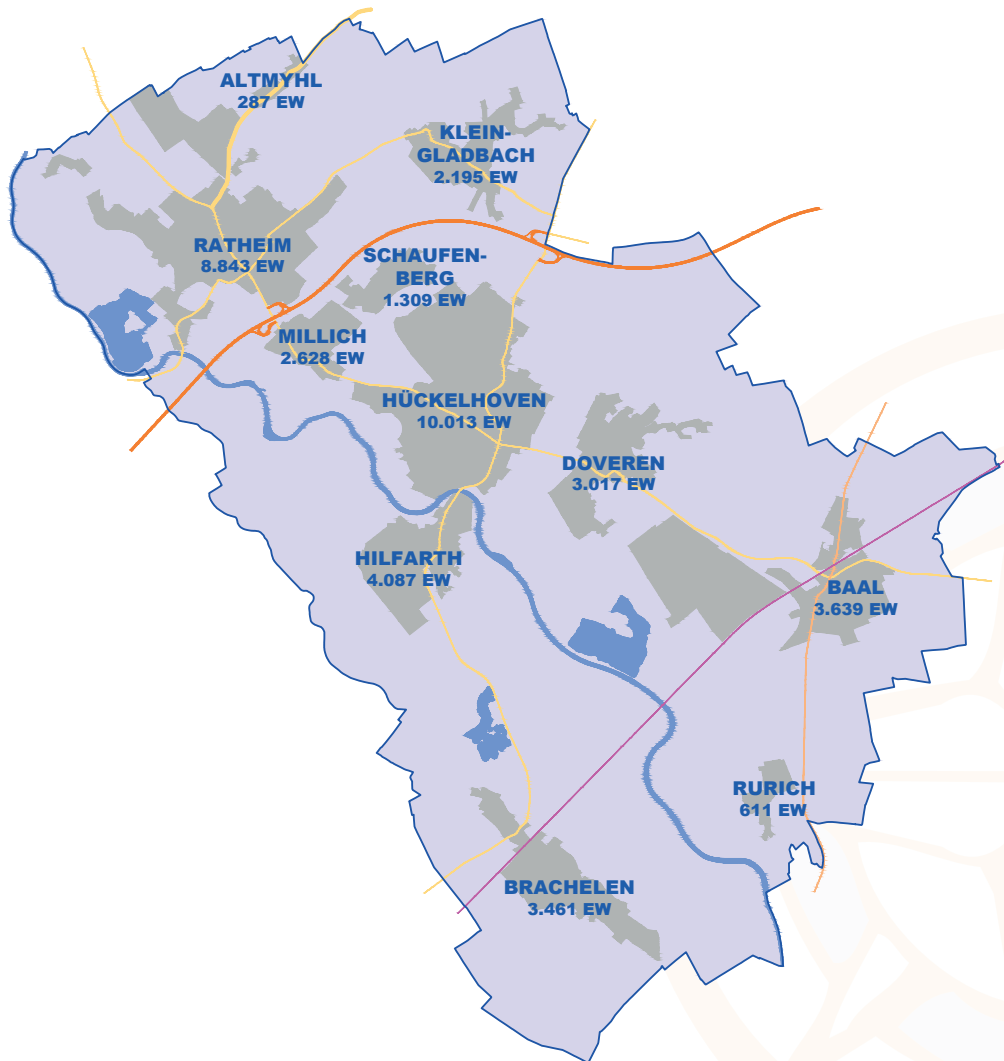 ALTMYHL
287 EW
KLEIN-
GLADBACH
2.195 EW
RATHEIM
8.843 EW
SCHAUFEN-
BERG
1.309 EW
MILLICH
2.628 EW
HÜCKELHOVEN
10.013 EW
DOVEREN
3.017 EW
HILFARTH
4.087 EW
BAAL
3.639 EW
RURICH
611 EW
BRACHELEN
3.461 EW